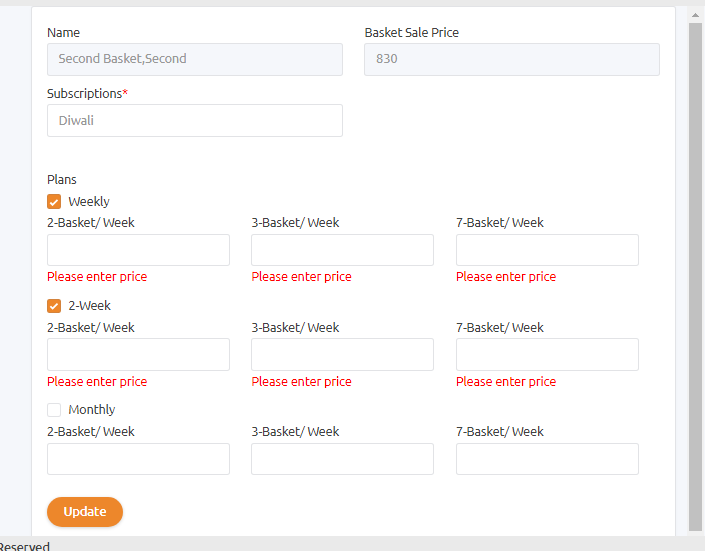 Name Basket Sale Price
Second Basket,Second 830
Subscriptions*
Diwali
Plans
Weekly
2-Basket/ Week 3-Basket/ Week 7-Basket/ Week
Please enter price Please enter price Please enter price
2-Week
2-Basket/ Week 3-Basket/ Week 7-Basket/ Week
Please enter price Please enter price Please enter price
Monthly
2-Basket/ Week 3-Basket/ Week 7-Basket/ Week
Update
Reserved